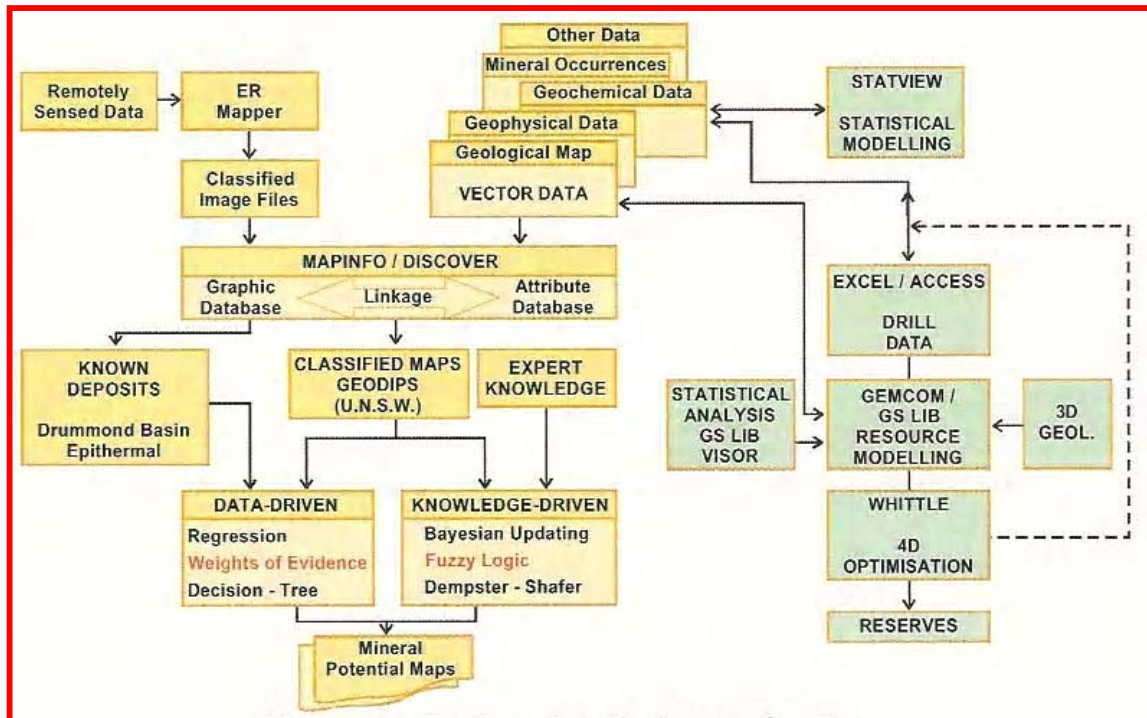 Other Data
Mineral Occurrences
Geochemical Data
Geophysical Data
Geological Map
VECTOR DATA
Remotely
Sensed Data
ER
Mapper
Classified
Image Files
STATVIEW
STATISTICAL
MODELLING
MAPINFO / DISCOVER
Graphic
Database
Linkage
Attribute
Database
EXCEL / ACCESS
DRILL
DATA
KNOWN
DEPOSITS
Drummond Basin
Epithermal
CLASSIFIED MAPS
GEODIPS
(U.N.S.W.)
EXPERT
KNOWLEDGE
STATISTICAL
ANALYSIS
GS LIB
VISOR
GEMCOM /
GS LIB
RESOURCE
MODELLING
3D
GEOL.
DATA-DRIVEN
Regression
Weights of Evidence
Decision - Tree
KNOWLEDGE-DRIVEN
Bayesian Updating
Fuzzy Logic
Dempster - Shafer
WHITTLE
4D
OPTIMISATION
RESERVES
Mineral
Potential Maps